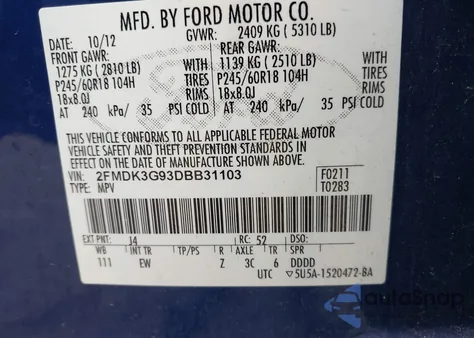 MFD. BY FORD MOTOR CO.
DATE: 10/12 GVWR: 2409 KG ( 5310 LB)
FRONT GAWR: REAR GAWR:
1275 KG ( 2810 LB) WITH 1139 KG ( 2510 LB) WITH
P245/60R18 104H TIRES P245/60R18 104H TIRES
18x8.0J RIMS 18x8.0J RIMS
AT 240 kPa/ 35 PSI COLD AT 240 kPa/ 35 PSI COLD
THIS VEHICLE CONFORMS TO ALL APPLICABLE FEDERAL MOTOR
VEHICLE SAFETY AND THEFT PREVENTION STANDARDS IN
EFFECT ON THE DATE OF MANUFACTURE SHOWN ABOVE.
VIN: 2FMDK3G93DBB31103 F0211
TYPE: MPV T0283
EXT PNT: J4 RC: 52 DSO:
WB INT TR TP/PS R AXLE TR SPR
111 EW Z 3C 6 DDDD
UTC ▽5U5A-1520472-BA
autoSnap